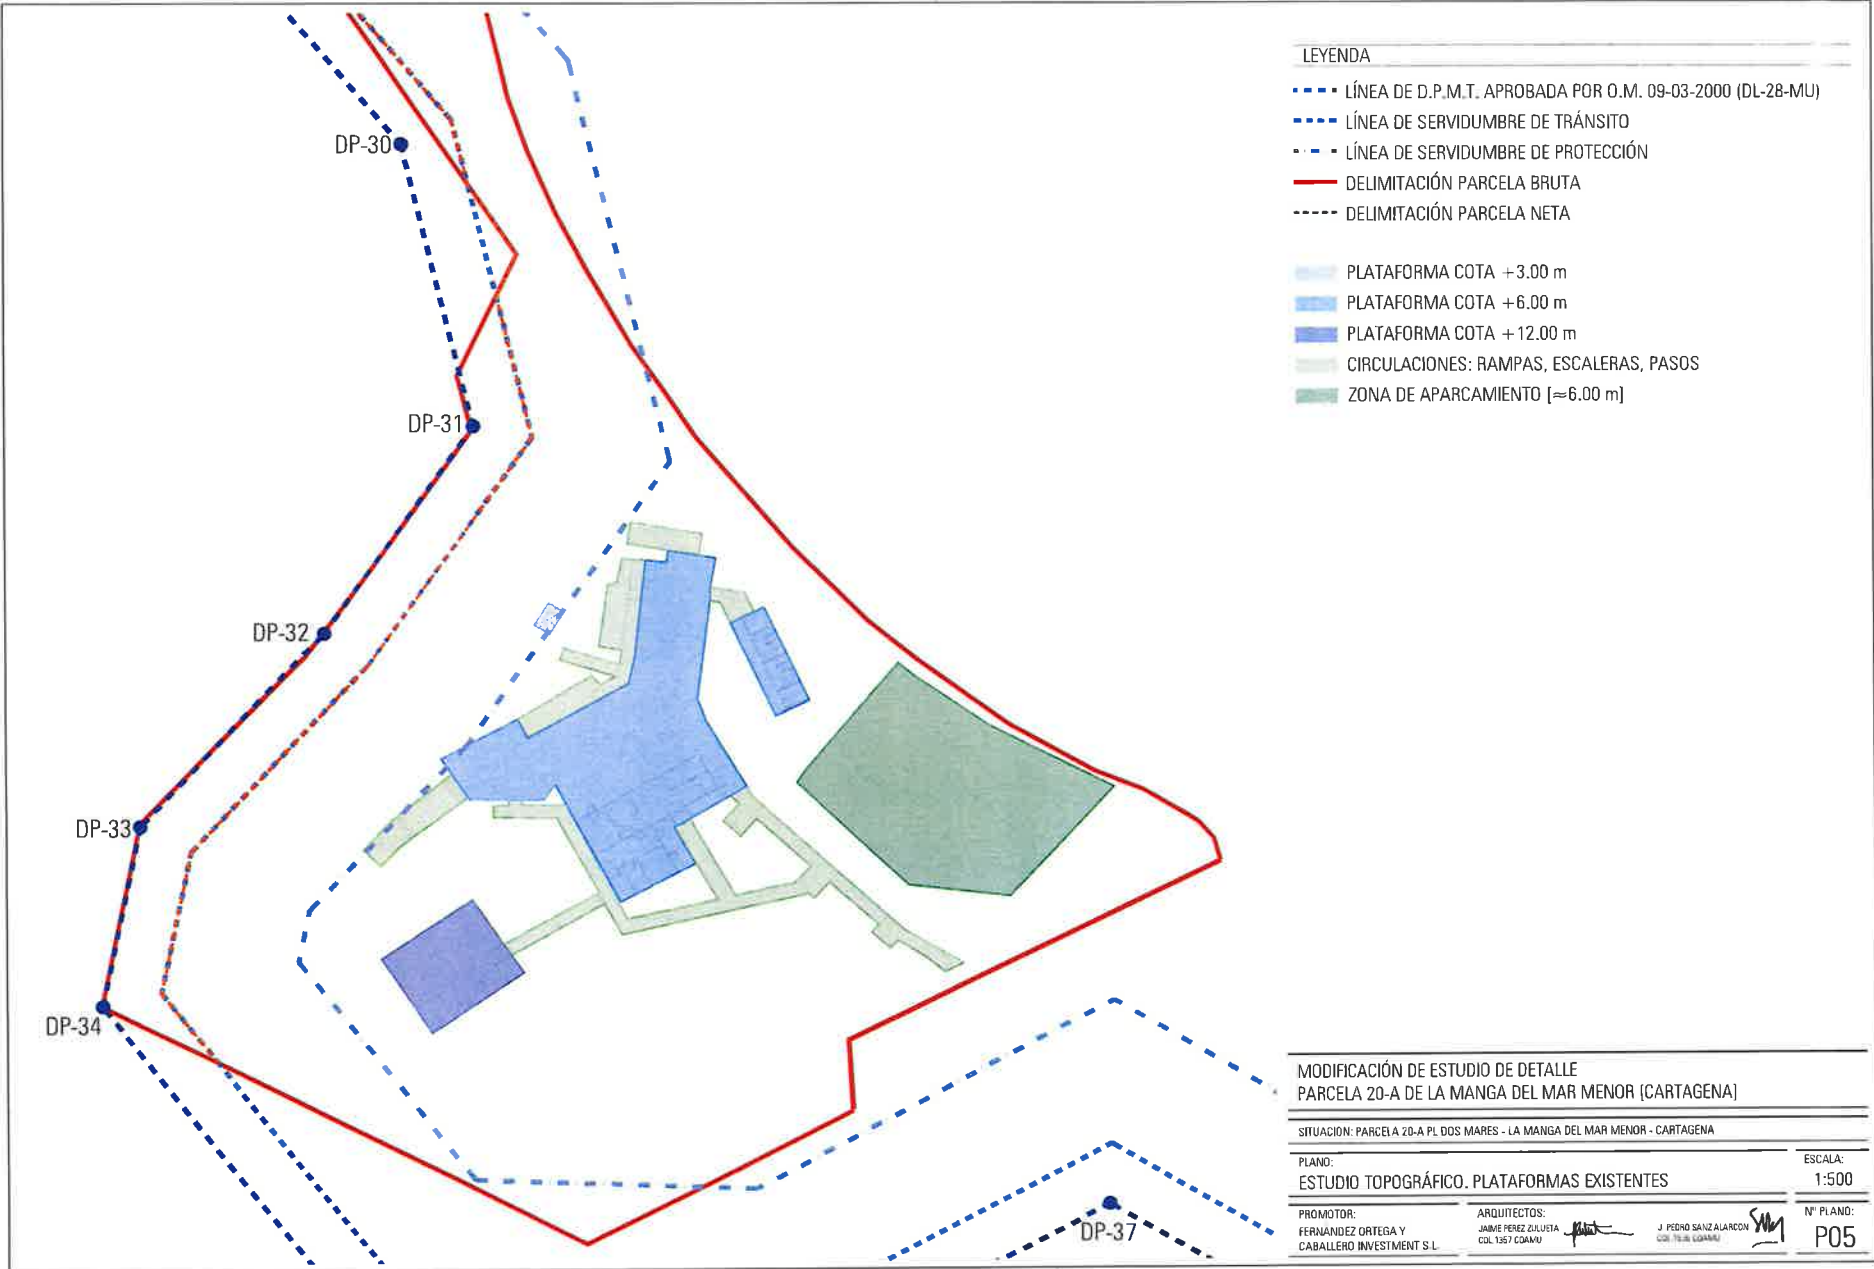 LEYENDA
LÍNEA DE D.P.M.T. APROBADA POR O.M. 09-03-2000 (DL-28-MU)
LÍNEA DE SERVIDUMBRE DE TRÁNSITO
LÍNEA DE SERVIDUMBRE DE PROTECCIÓN
DELIMITACIÓN PARCELA BRUTA
DELIMITACIÓN PARCELA NETA
PLATAFORMA COTA +3.00 m
PLATAFORMA COTA +6.00 m
PLATAFORMA COTA +12.00 m
CIRCULACIONES: RAMPAS, ESCALERAS, PASOS
ZONA DE APARCAMIENTO [≈6.00 m]
DP-30
DP-31
DP-32
DP-33
DP-34
DP-37
MODIFICACIÓN DE ESTUDIO DE DETALLE
PARCELA 20-A DE LA MANGA DEL MAR MENOR [CARTAGENA]
SITUACIÓN: PARCELA 20-A PL DOS MARES - LA MANGA DEL MAR MENOR - CARTAGENA
PLANO:
ESTUDIO TOPOGRÁFICO. PLATAFORMAS EXISTENTES
ESCALA:
1:500
PROMOTOR:
FERNANDEZ ORTEGA Y
CABALLERO INVESTMENT S.L.
ARQUITECTOS:
JAIME PEREZ ZULUETA
COL 1357 COAMU
J. PEDRO SANZ ALARCON
Nº PLANO:
P05